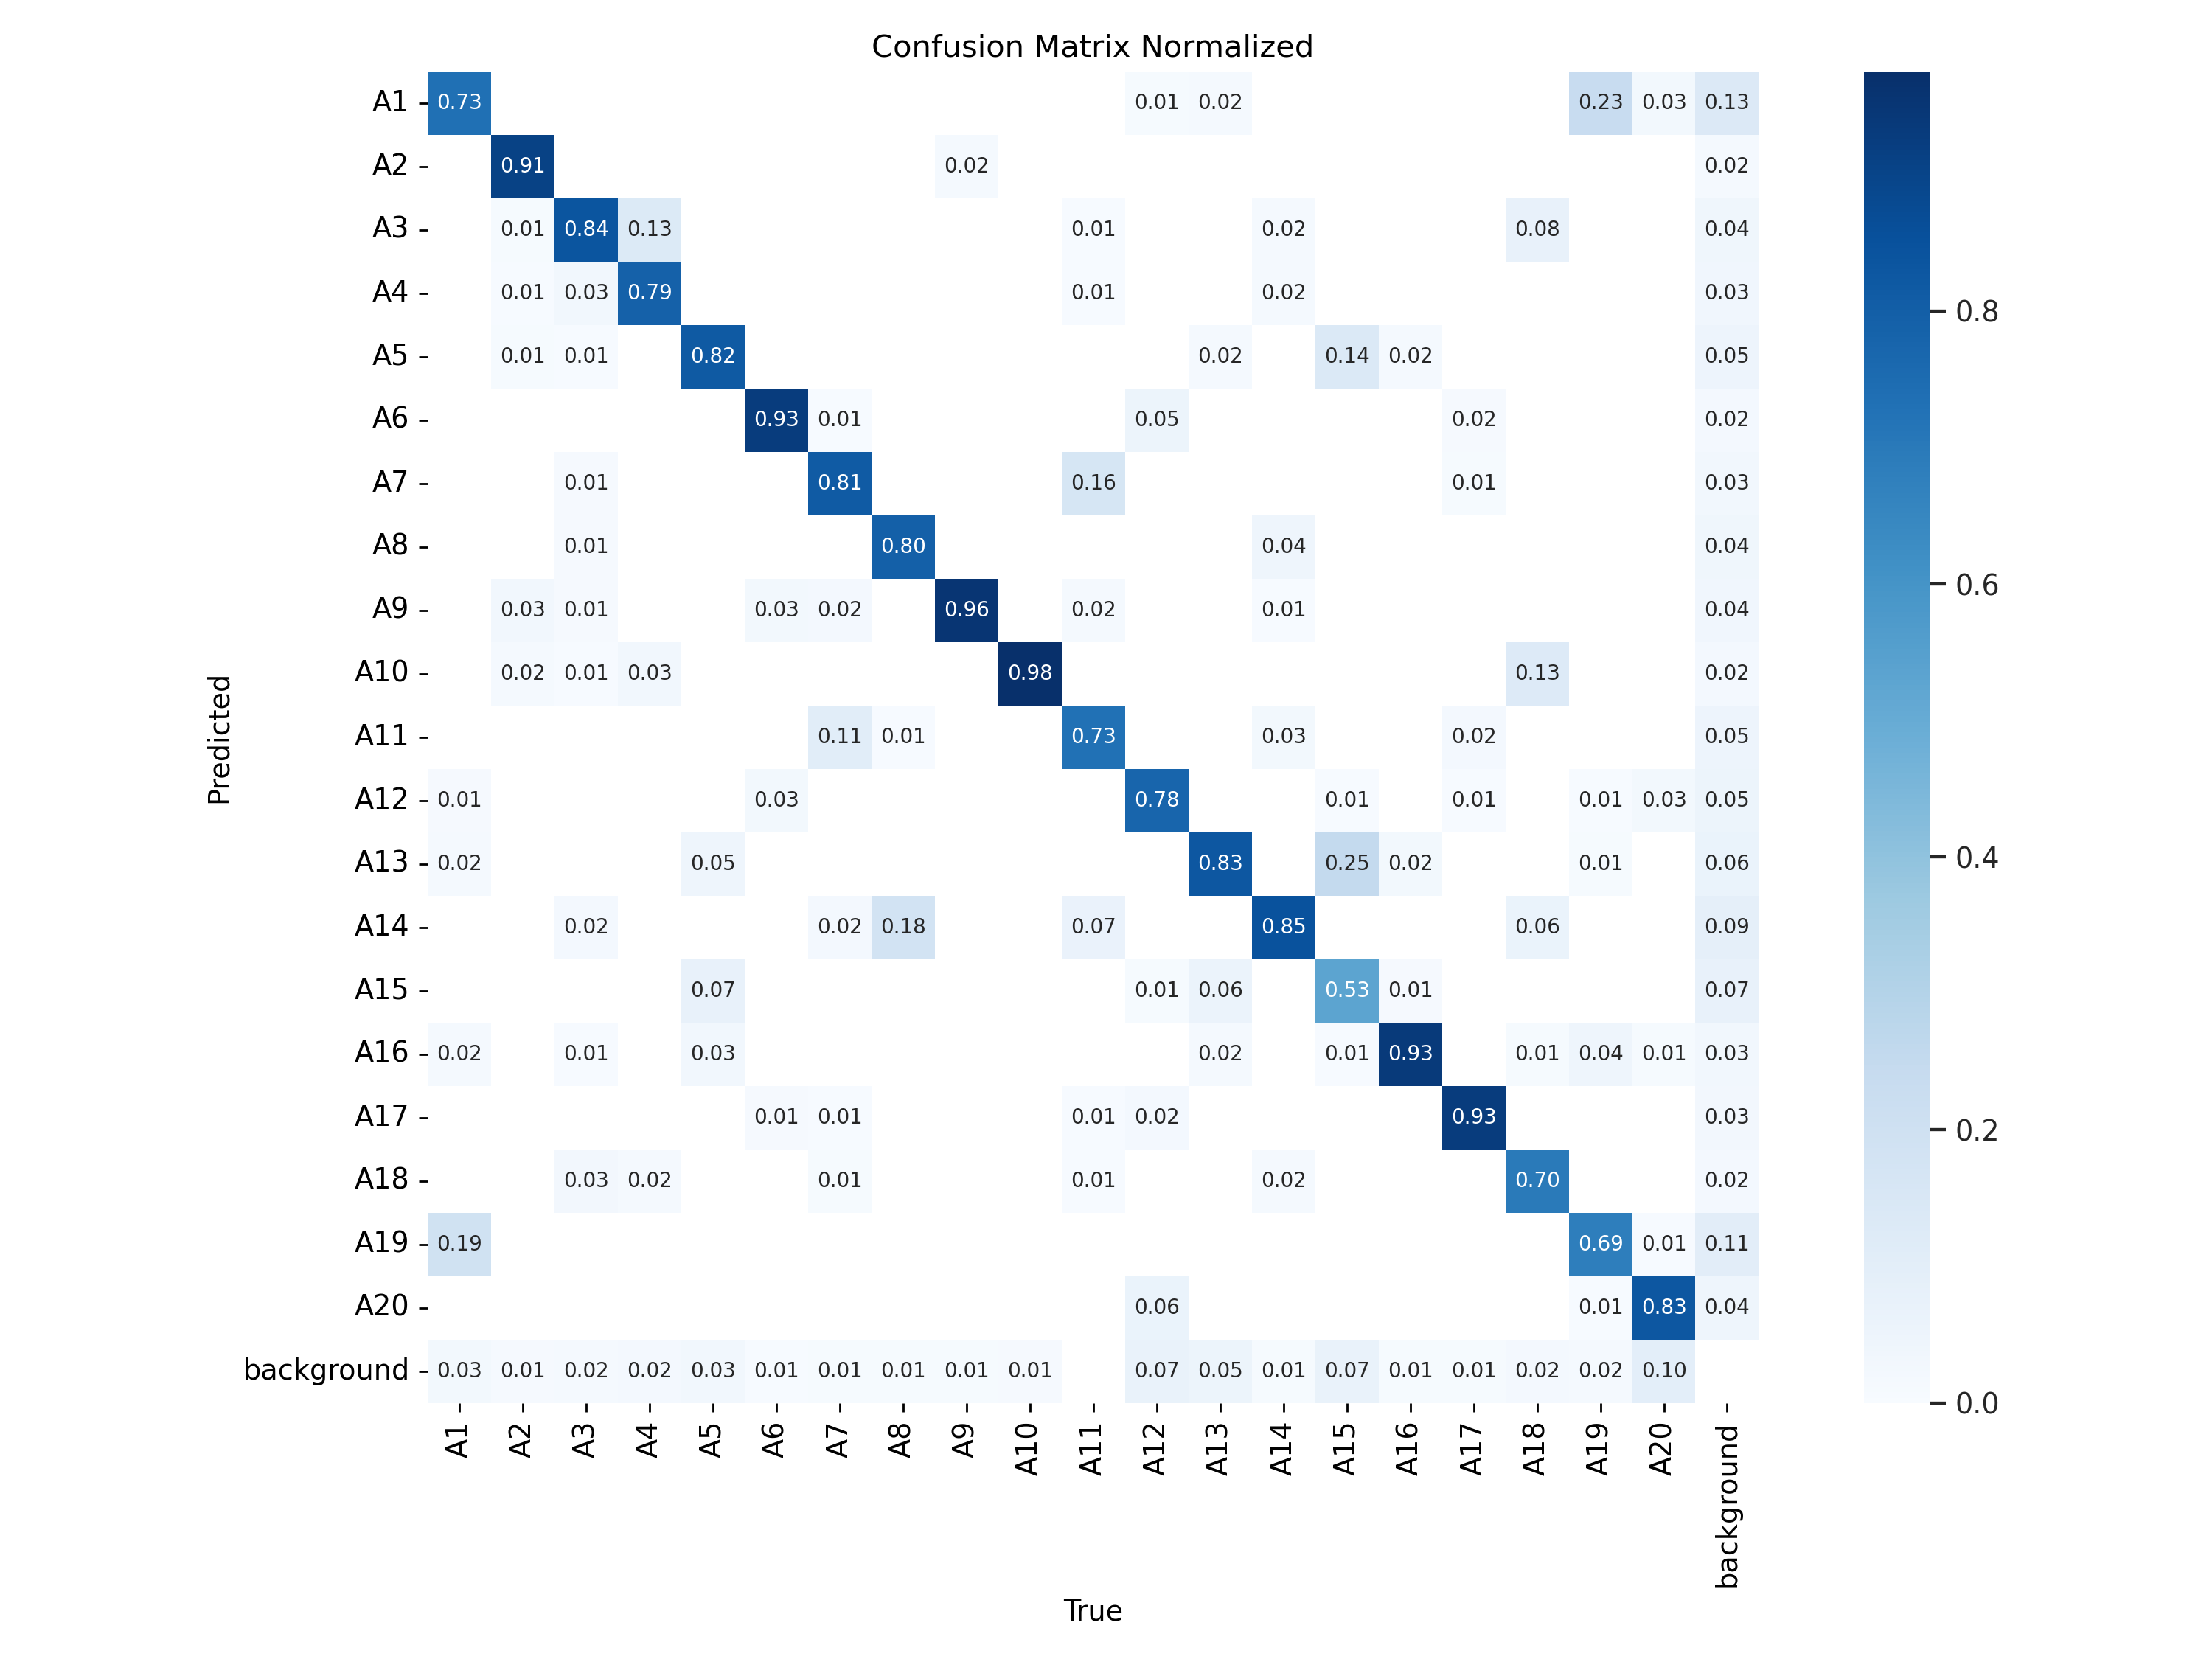 Confusion Matrix Normalized
A1 0.73 0.01 0.02 0.23 0.03 0.13
A2 0.91 0.02 0.02
A3 0.01 0.84 0.13 0.01 0.02 0.08 0.04
A4 0.01 0.03 0.79 0.01 0.02 0.03
A5 0.01 0.01 0.82 0.02 0.14 0.02 0.05
A6 0.93 0.01 0.05 0.02 0.02
A7 0.01 0.81 0.16 0.01 0.03
A8 0.01 0.80 0.04 0.04
A9 0.03 0.01 0.03 0.02 0.96 0.02 0.01 0.04
A10 0.02 0.01 0.03 0.98 0.13 0.02
A11 0.11 0.01 0.73 0.03 0.02 0.05
A12 0.01 0.03 0.78 0.01 0.01 0.01 0.03 0.05
A13 0.02 0.05 0.83 0.25 0.02 0.01 0.06
A14 0.02 0.02 0.18 0.07 0.85 0.06 0.09
A15 0.07 0.01 0.06 0.53 0.01 0.07
A16 0.02 0.01 0.03 0.02 0.01 0.93 0.01 0.04 0.01 0.03
A17 0.01 0.01 0.01 0.02 0.93 0.03
A18 0.03 0.02 0.01 0.01 0.02 0.70 0.02
A19 0.19 0.69 0.01 0.11
A20 0.06 0.01 0.83 0.04
background 0.03 0.01 0.02 0.02 0.03 0.01 0.01 0.01 0.01 0.01 0.07 0.05 0.01 0.07 0.01 0.01 0.02 0.02 0.10
A1 A2 A3 A4 A5 A6 A7 A8 A9 A10 A11 A12 A13 A14 A15 A16 A17 A18 A19 A20 background
True
Predicted
0.8
0.6
0.4
0.2
0.0